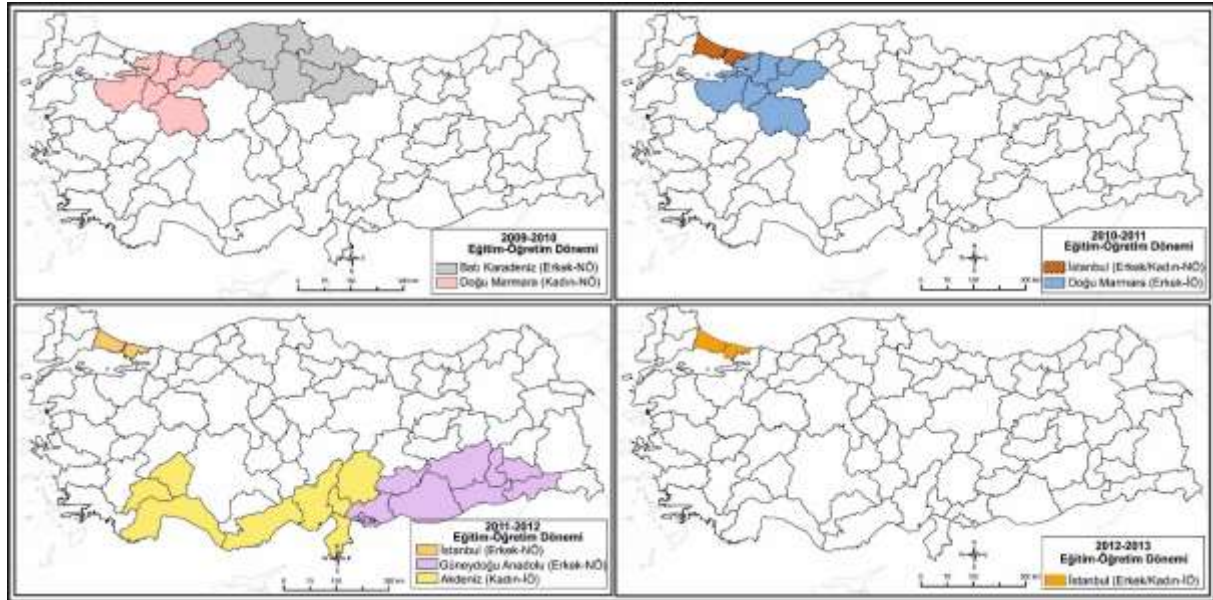 2009-2010
Eğitim-Öğretim Dönemi
Batı Karadeniz (Erkek-NÖ)
Doğu Marmara (Kadın-NÖ)
2010-2011
Eğitim-Öğretim Dönemi
İstanbul (Erkek/Kadın-NÖ)
Doğu Marmara (Erkek-İÖ)
2011-2012
Eğitim-Öğretim Dönemi
İstanbul (Erkek-NÖ)
Güneydoğu Anadolu (Erkek-NÖ)
Akdeniz (Kadın-İÖ)
2012-2013
Eğitim-Öğretim Dönemi
İstanbul (Erkek/Kadın-İÖ)